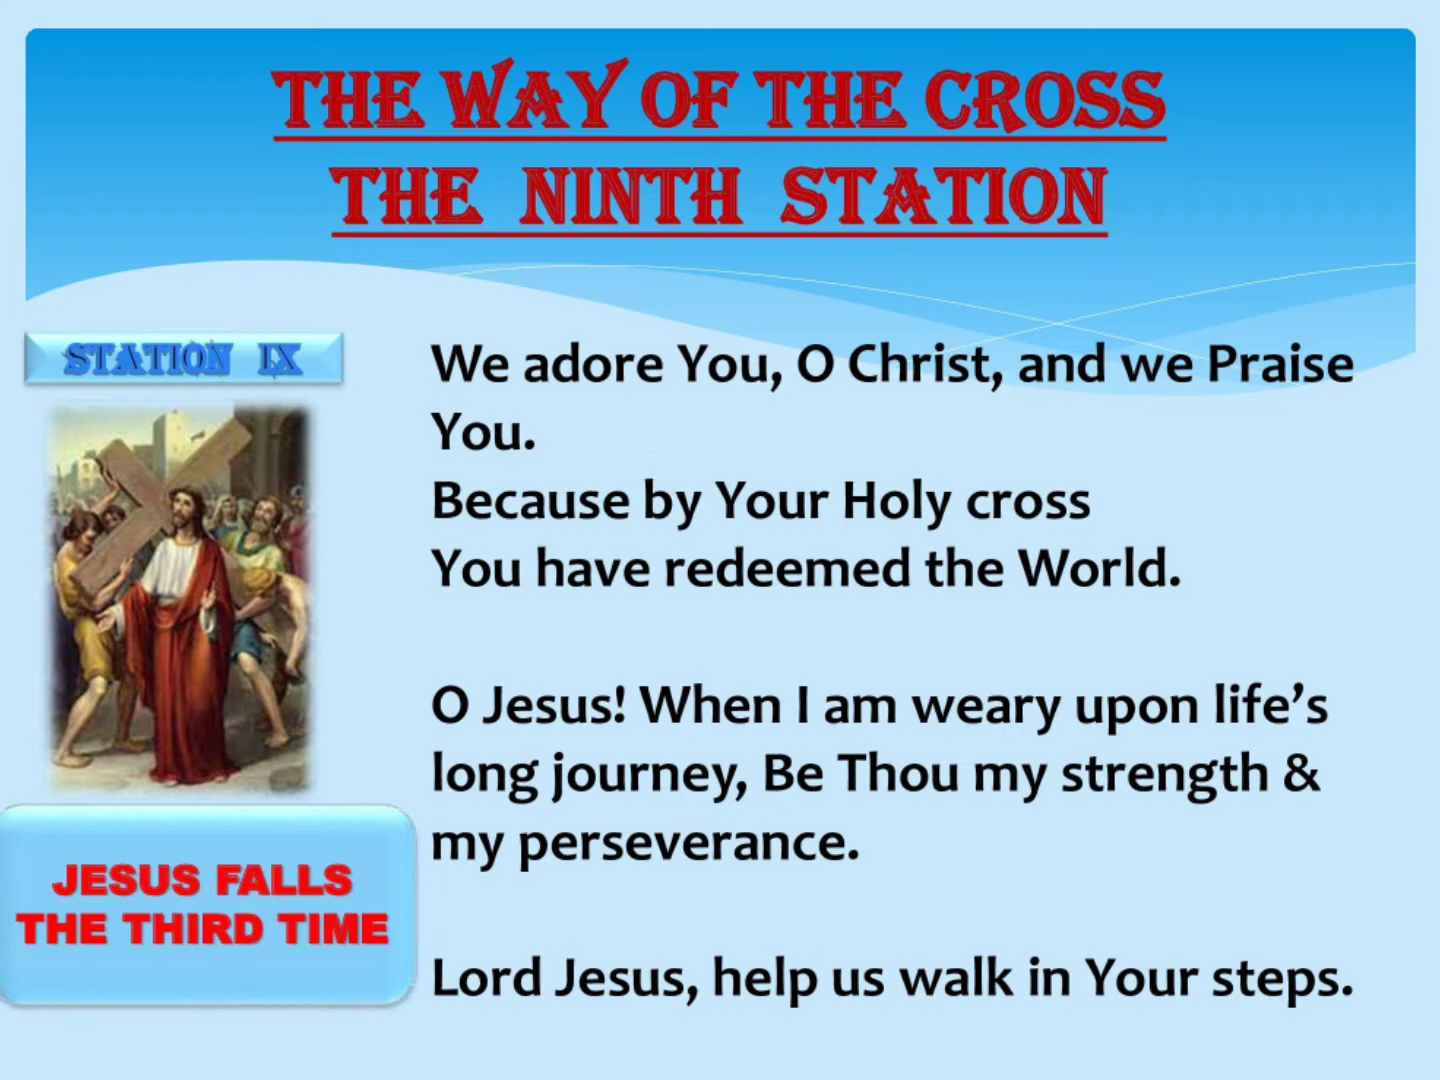 THE WAY OF THE CROSS
THE NINTH STATION
STATION IX
We adore You, O Christ, and we Praise
You.
Because by Your Holy cross
You have redeemed the World.
O Jesus! When I am weary upon life’s
long journey, Be Thou my strength &
my perseverance.
Lord Jesus, help us walk in Your steps.
JESUS FALLS
THE THIRD TIME